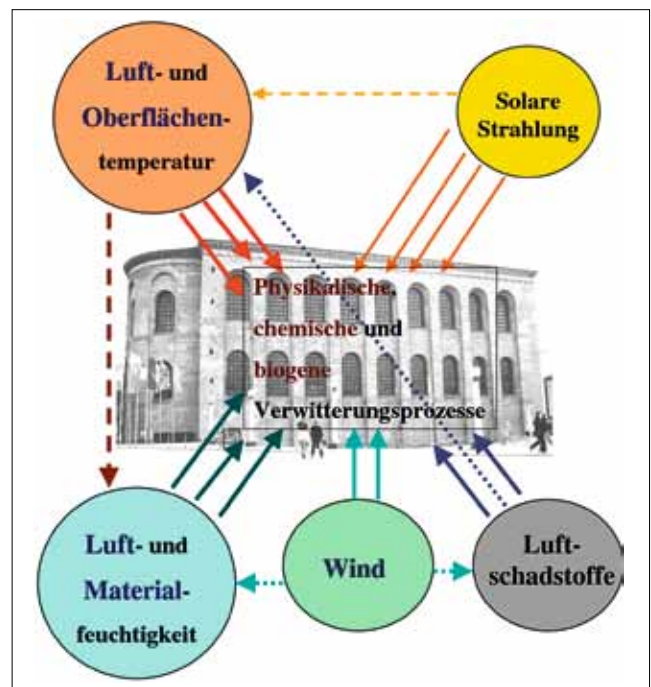 Luft- und
Oberflächen-
temperatur
Solare
Strahlung
Physikalische,
chemische und
biogene
Verwitterungsprozesse
Luft- und
Material-
feuchtigkeit
Wind
Luft-
schadstoffe